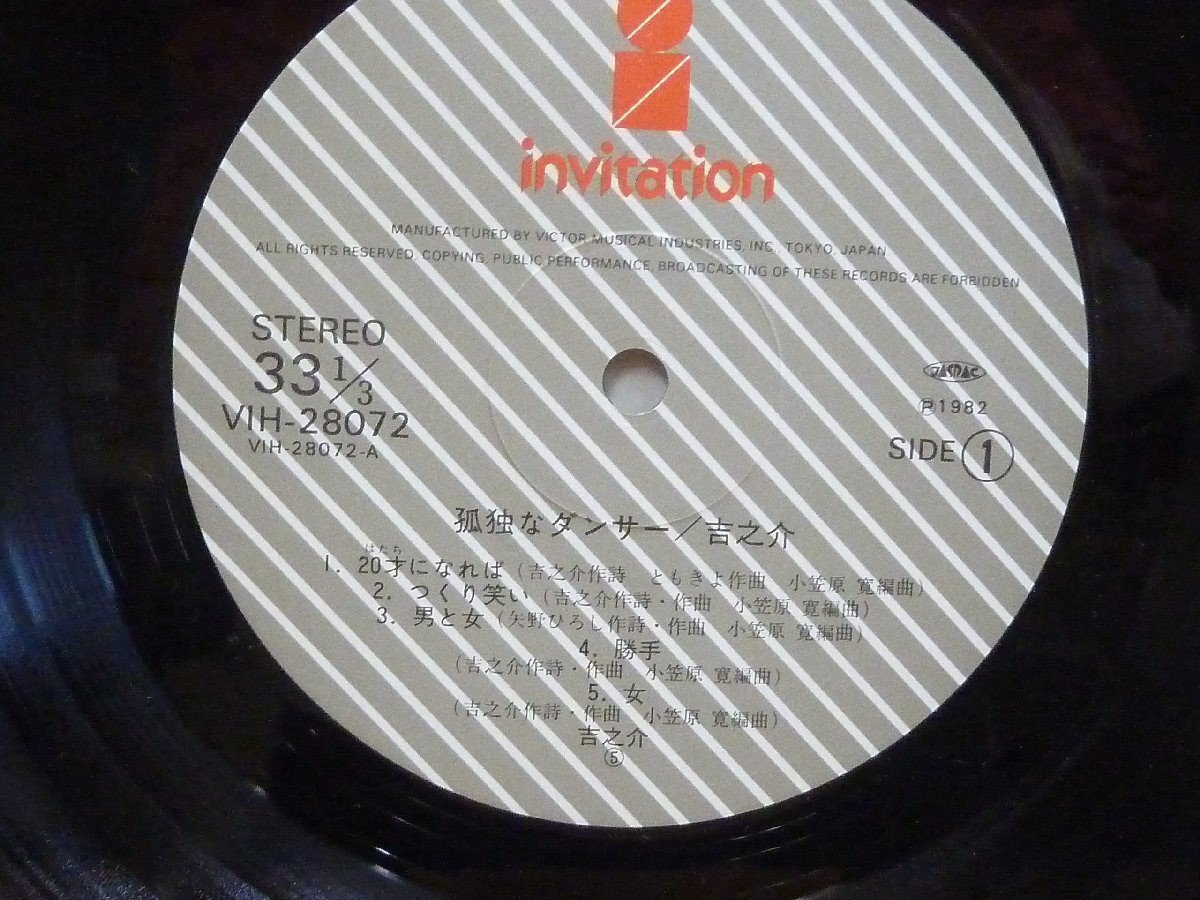 invitation
MANUFACTURED BY VICTOR MUSICAL INDUSTRIES, INC., TOKYO, JAPAN
ALL RIGHTS RESERVED, COPYING, PUBLIC PERFORMANCE, BROADCASTING OF THESE RECORDS ARE FORBIDDEN
STEREO
33 1/3
VIH-28072
VIH-28072-A
JASRAC
℗1982
SIDE ①
孤独なダンサー/吉之介
はたち
1. 20才になれば (吉之介作詩 ともきよ作曲 小笠原 寛編曲)
2. つくり笑い (吉之介作詩・作曲 小笠原 寛編曲)
3. 男と女 (矢野ひろし作詩・作曲 小笠原 寛編曲)
4. 勝手
(吉之介作詩・作曲 小笠原 寛編曲)
5. 女
(吉之介作詩・作曲 小笠原 寛編曲)
吉之介
⑤